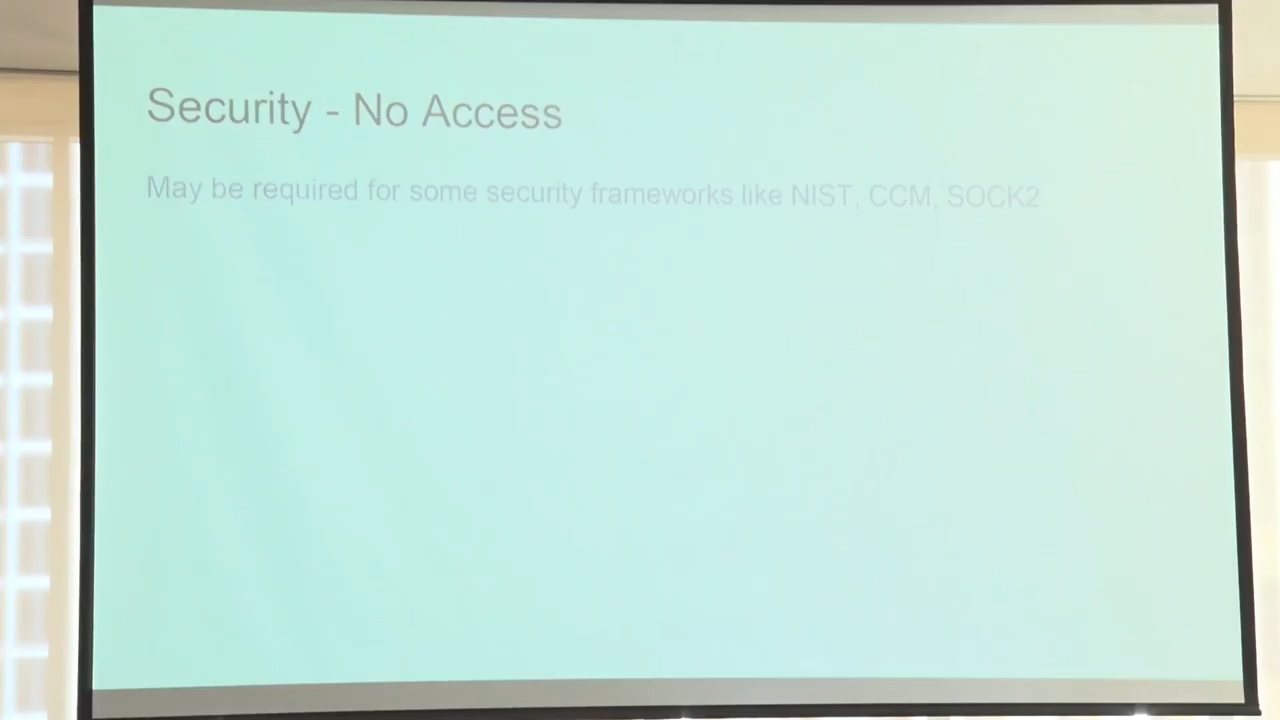 Security - No Access
May be required for some security frameworks like NIST, CCM, SOCK2